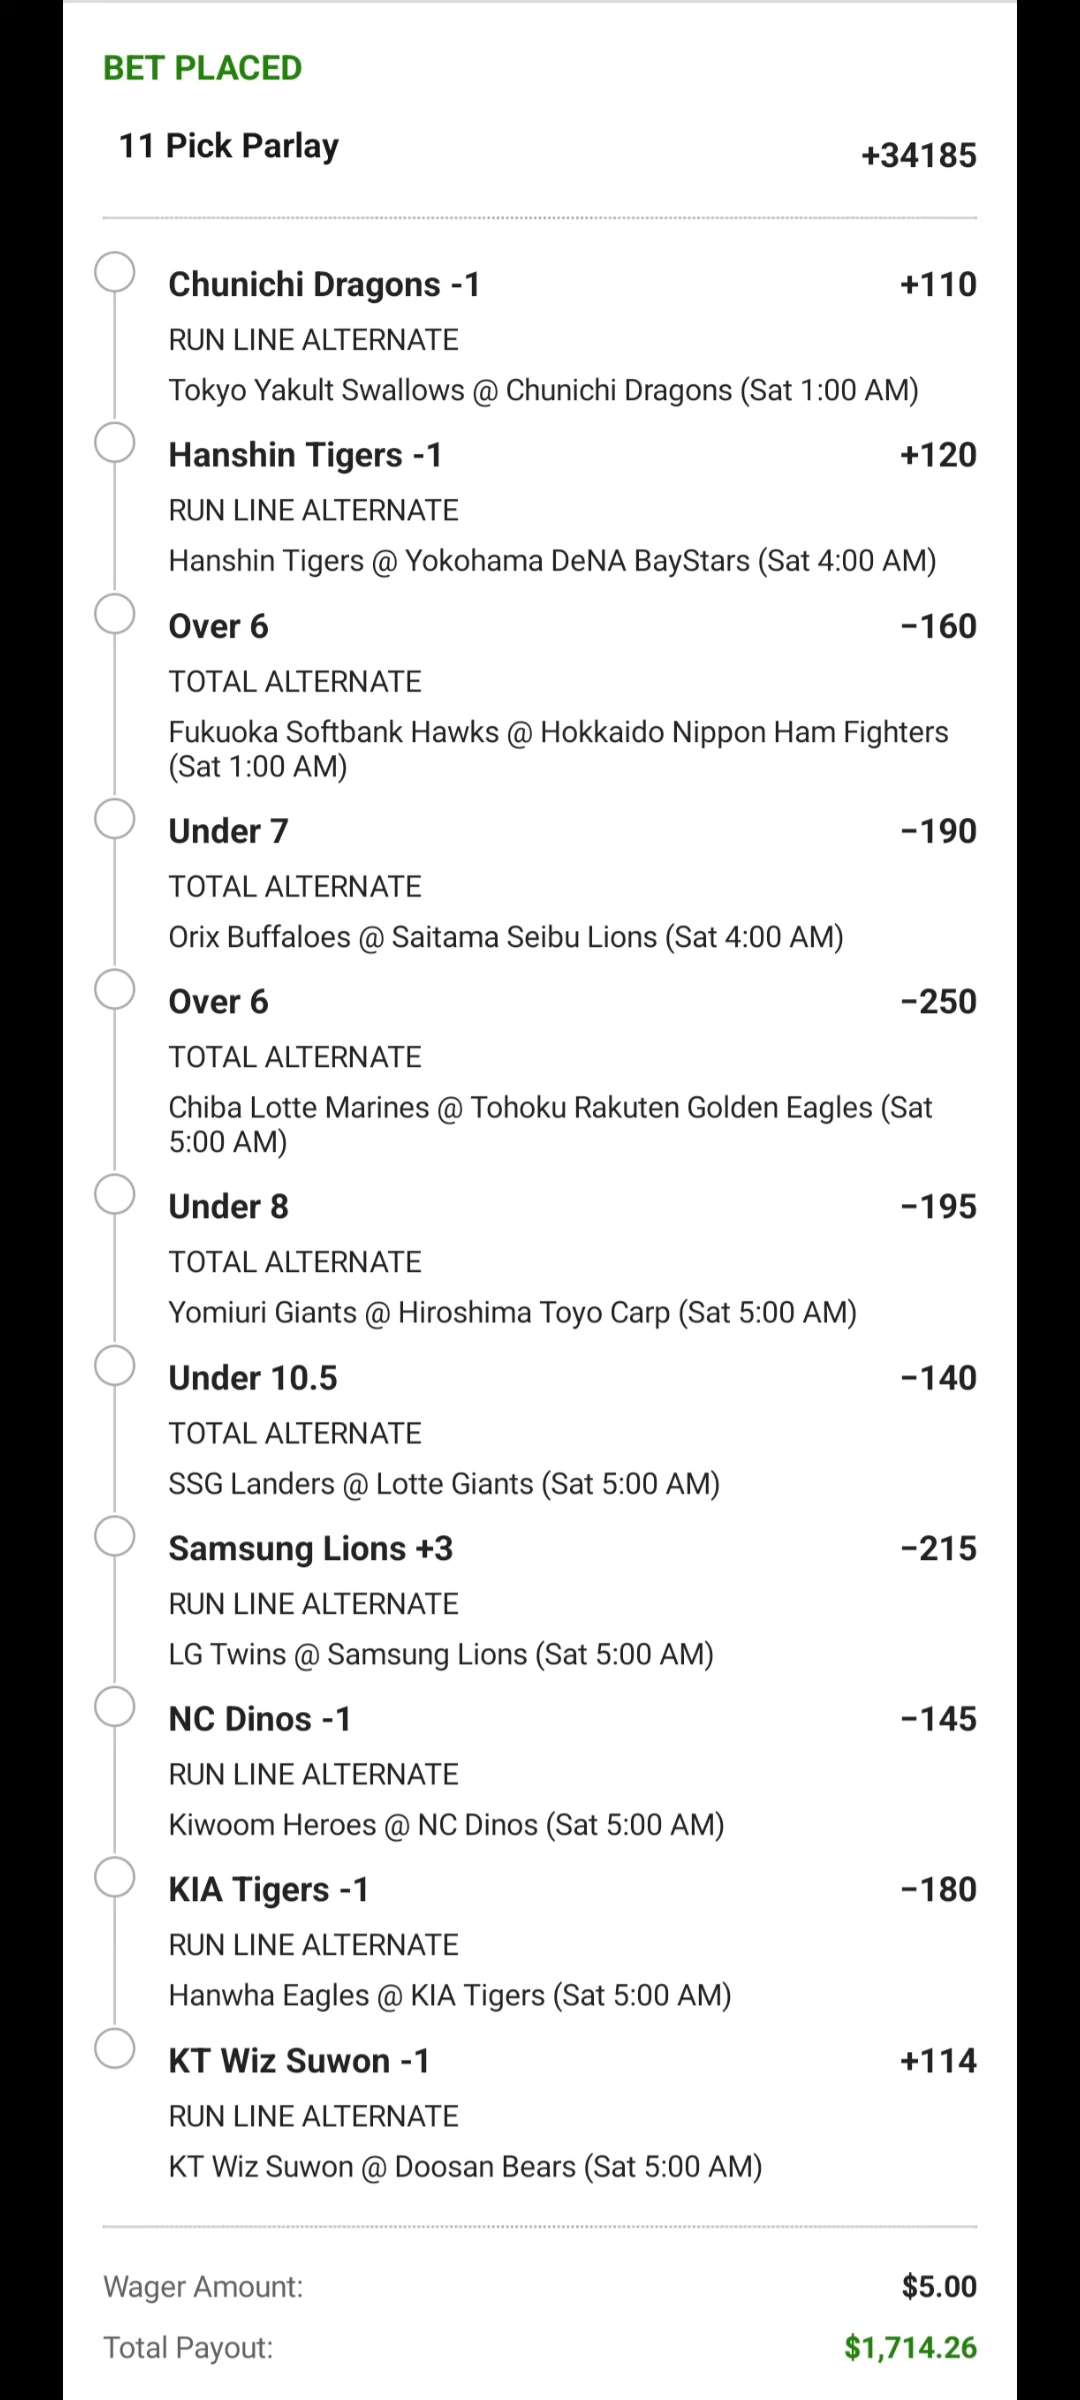 BET PLACED
11 Pick Parlay
+34185
Chunichi Dragons -1
+110
RUN LINE ALTERNATE
Tokyo Yakult Swallows @ Chunichi Dragons (Sat 1:00 AM)
Hanshin Tigers -1
+120
RUN LINE ALTERNATE
Hanshin Tigers @ Yokohama DeNA BayStars (Sat 4:00 AM)
Over 6
−160
TOTAL ALTERNATE
Fukuoka Softbank Hawks @ Hokkaido Nippon Ham Fighters
(Sat 1:00 AM)
Under 7
−190
TOTAL ALTERNATE
Orix Buffaloes @ Saitama Seibu Lions (Sat 4:00 AM)
Over 6
−250
TOTAL ALTERNATE
Chiba Lotte Marines @ Tohoku Rakuten Golden Eagles (Sat
5:00 AM)
Under 8
−195
TOTAL ALTERNATE
Yomiuri Giants @ Hiroshima Toyo Carp (Sat 5:00 AM)
Under 10.5
−140
TOTAL ALTERNATE
SSG Landers @ Lotte Giants (Sat 5:00 AM)
Samsung Lions +3
−215
RUN LINE ALTERNATE
LG Twins @ Samsung Lions (Sat 5:00 AM)
NC Dinos -1
−145
RUN LINE ALTERNATE
Kiwoom Heroes @ NC Dinos (Sat 5:00 AM)
KIA Tigers -1
−180
RUN LINE ALTERNATE
Hanwha Eagles @ KIA Tigers (Sat 5:00 AM)
KT Wiz Suwon -1
+114
RUN LINE ALTERNATE
KT Wiz Suwon @ Doosan Bears (Sat 5:00 AM)
Wager Amount:
$5.00
Total Payout:
$1,714.26